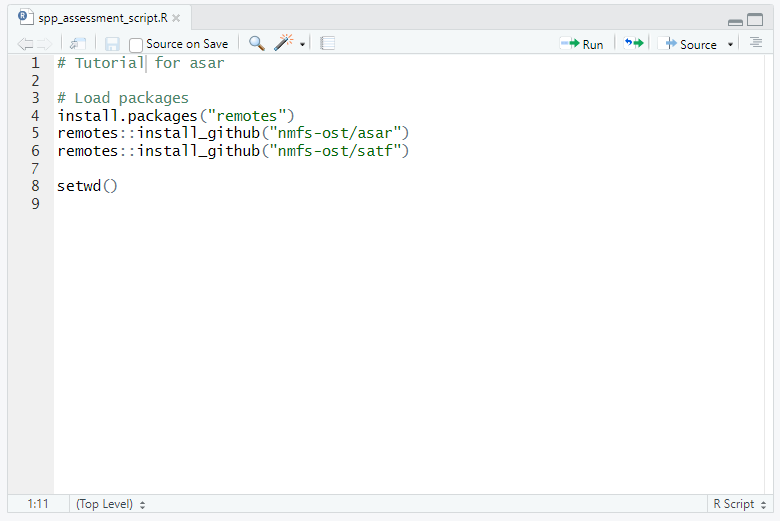 spp_assessment_script.R
Source on Save
Run
Source
1 # Tutorial for asar
2
3 # Load packages
4 install.packages("remotes")
5 remotes::install_github("nmfs-ost/asar")
6 remotes::install_github("nmfs-ost/satf")
7
8 setwd()
9
1:11 (Top Level) R Script